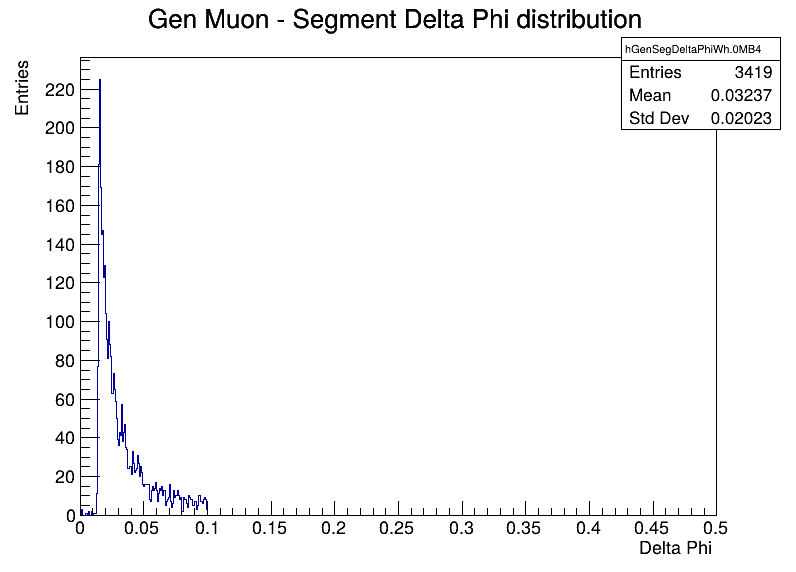 Gen Muon - Segment Delta Phi distribution
hGenSegDeltaPhiWh.0MB4
Entries 3419
Mean 0.03237
Std Dev 0.02023
Entries
220
200
180
160
140
120
100
80
60
40
20
0
0 0.05 0.1 0.15 0.2 0.25 0.3 0.35 0.4 0.45 0.5
Delta Phi